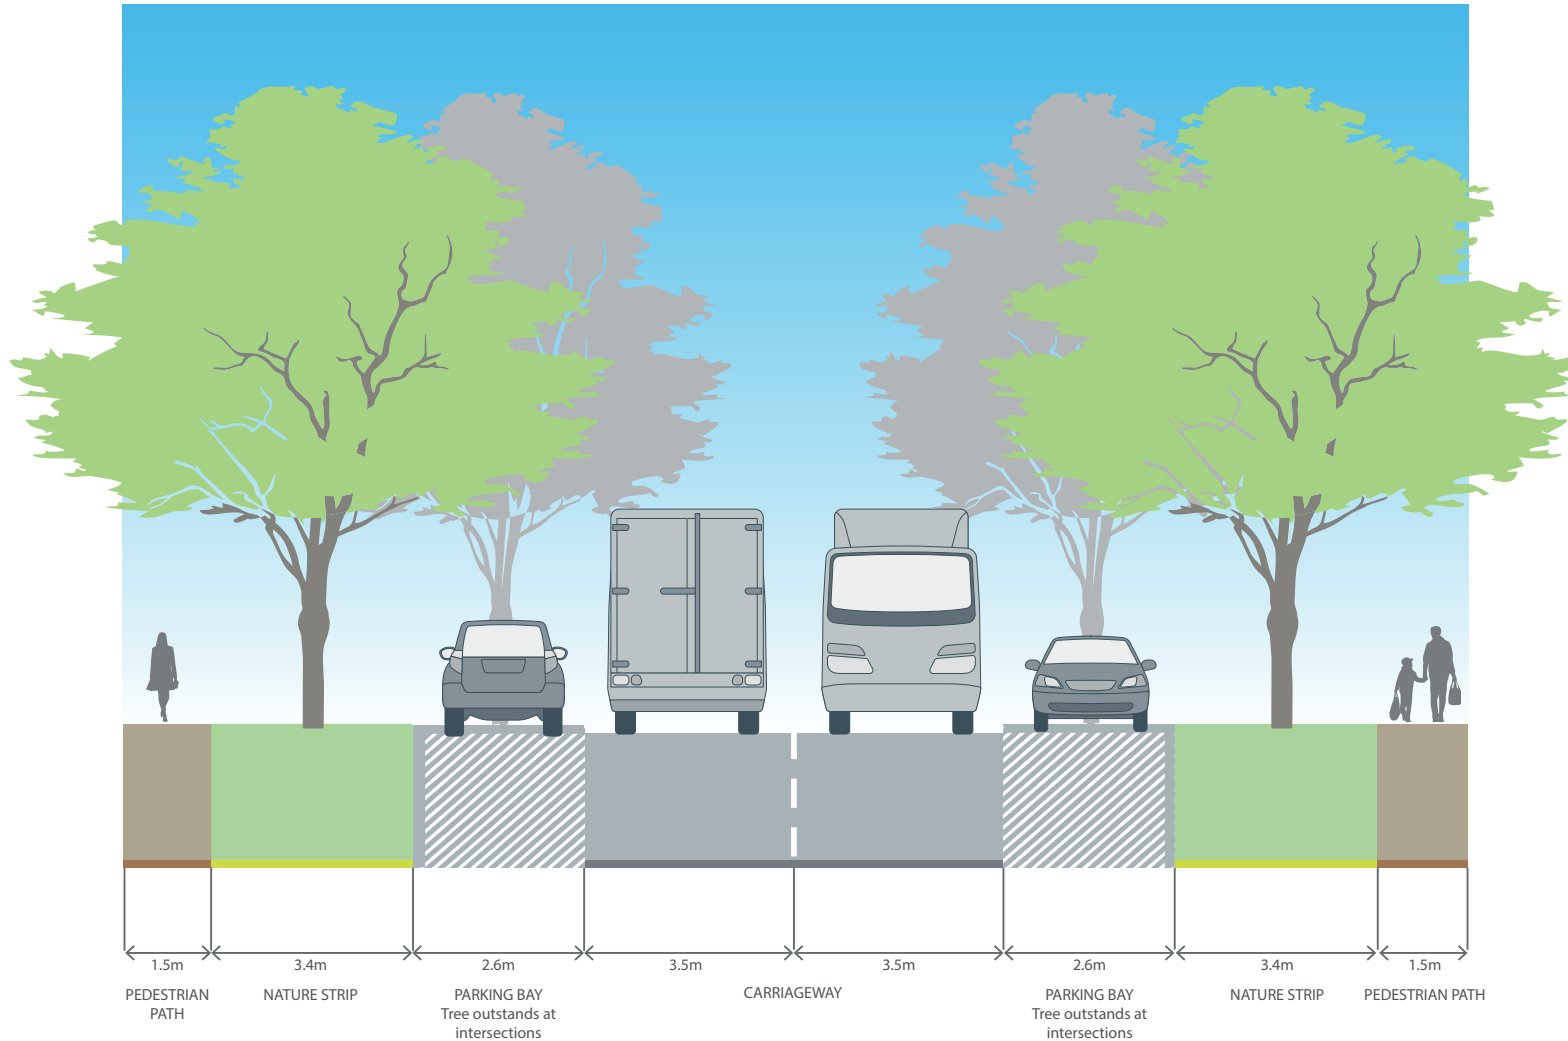 1.5m
3.4m
2.6m
3.5m
3.5m
2.6m
3.4m
1.5m
PEDESTRIAN
PATH
NATURE STRIP
PARKING BAY
Tree outstands at
intersections
CARRIAGEWAY
PARKING BAY
Tree outstands at
intersections
NATURE STRIP
PEDESTRIAN PATH